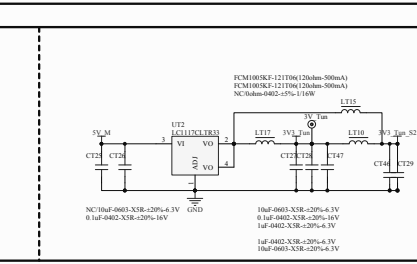 FCM1005KF-121T06(120ohm-500mA)
FCM1005KF-121T06(120ohm-500mA)
NC/0ohm-0402-±5%-1/16W
LT15
3V_Tun
UT2
LC1117CLTR33
5V_M
3 VI VO 2
LT17
3V3_Tun
LT10
3V3_Tun_S2
CT25 CT26
ADJ
VO 4
CT27 CT28 CT47
CT46 CT29
1
GND
NC/10uF-0603-X5R-±20%-6.3V
0.1uF-0402-X5R-±20%-16V
10uF-0603-X5R-±20%-6.3V
0.1uF-0402-X5R-±20%-16V
1uF-0402-X5R-±20%-6.3V
1uF-0402-X5R-±20%-6.3V
10uF-0603-X5R-±20%-6.3V